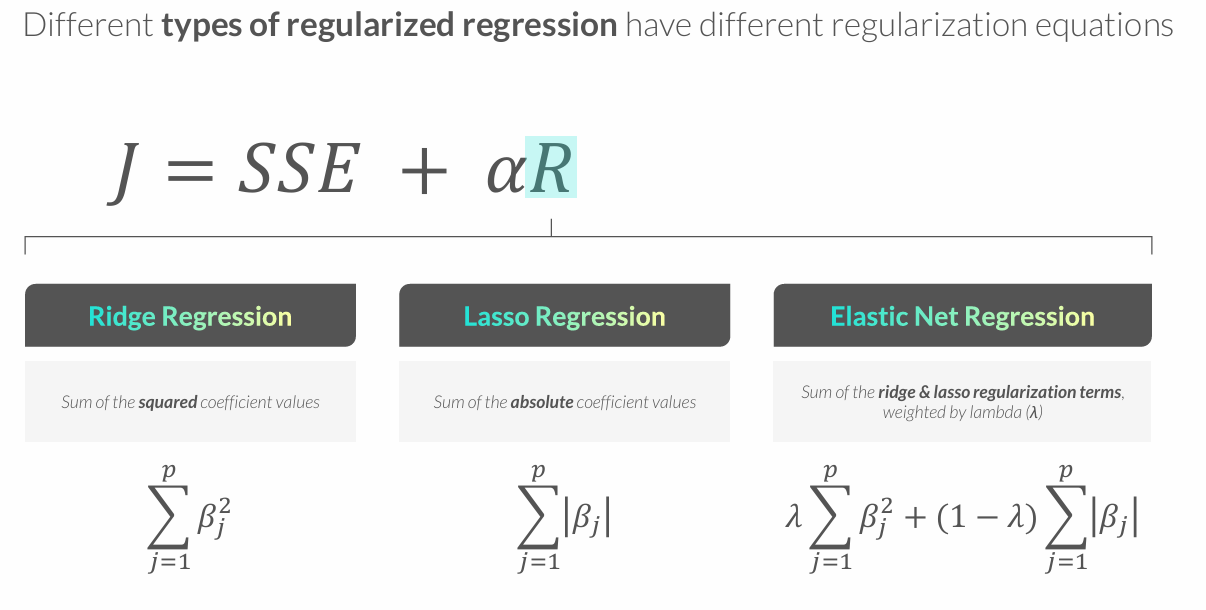 Different types of regularized regression have different regularization equations
J = SSE + αR
Ridge Regression
Lasso Regression
Elastic Net Regression
Sum of the squared coefficient values
Sum of the absolute coefficient values
Sum of the ridge & lasso regularization terms,
weighted by lambda (λ)
∑_{j=1}^{p} β_j^2
∑_{j=1}^{p} |β_j|
λ ∑_{j=1}^{p} β_j^2 + (1 − λ) ∑_{j=1}^{p} |β_j|